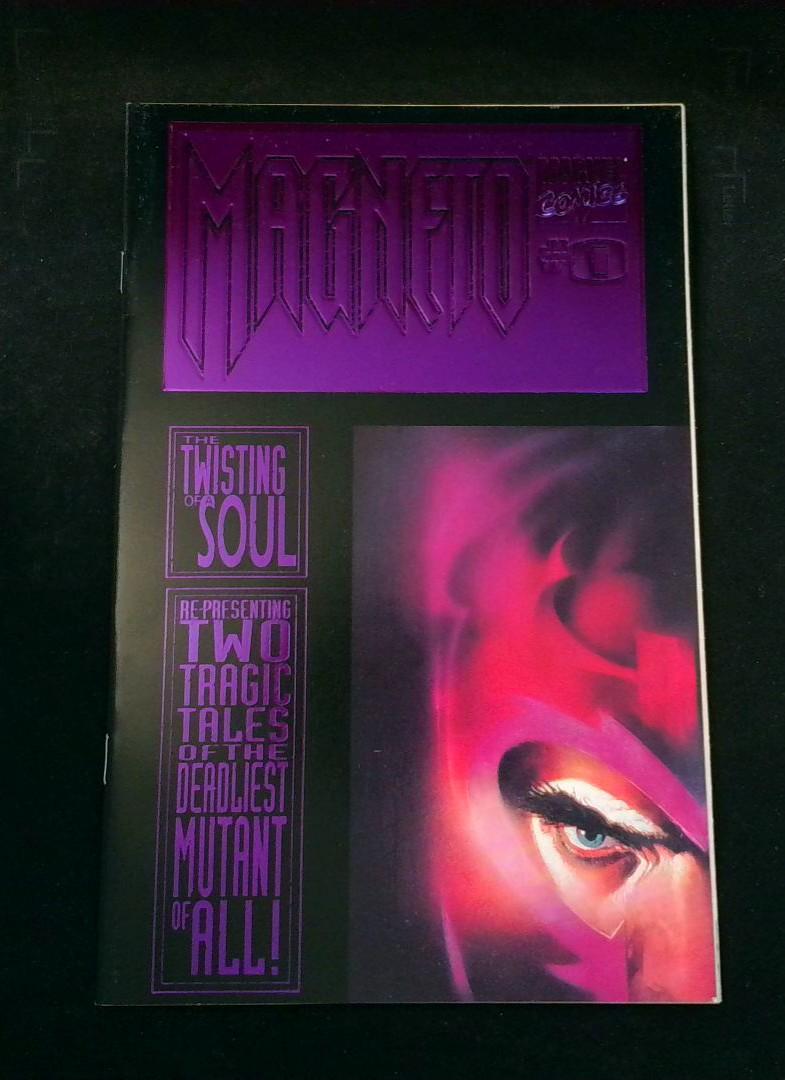 MAGNETO
MARVEL
COMICS
#0
THE
TWISTING
OF A
SOUL
RE-PRESENTING
TWO
TRAGIC
TALES
OF THE
DEADLIEST
MUTANT
OF ALL!